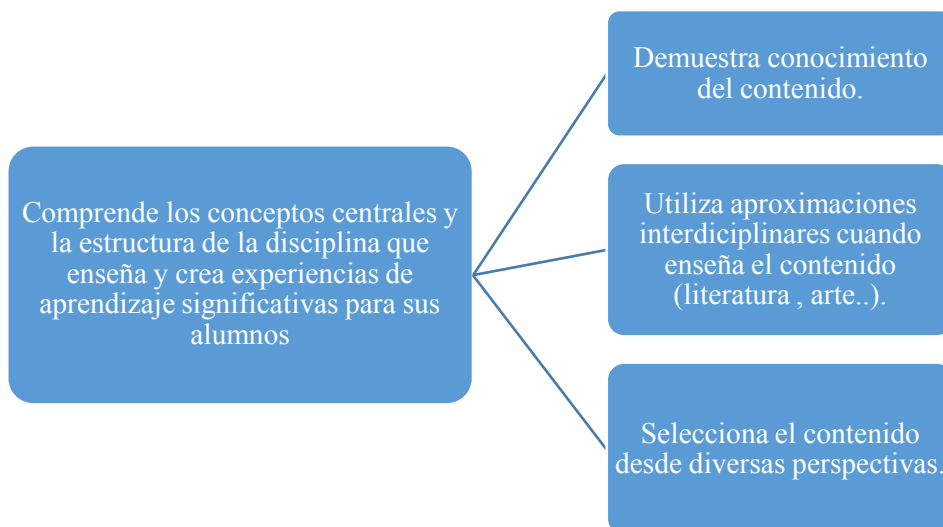 Comprende los conceptos centrales y
la estructura de la disciplina que
enseña y crea experiencias de
aprendizaje significativas para sus
alumnos
Demuestra conocimiento
del contenido.
Utiliza aproximaciones
interdiciplinares cuando
enseña el contenido
(literatura , arte..).
Selecciona el contenido
desde diversas perspectivas.